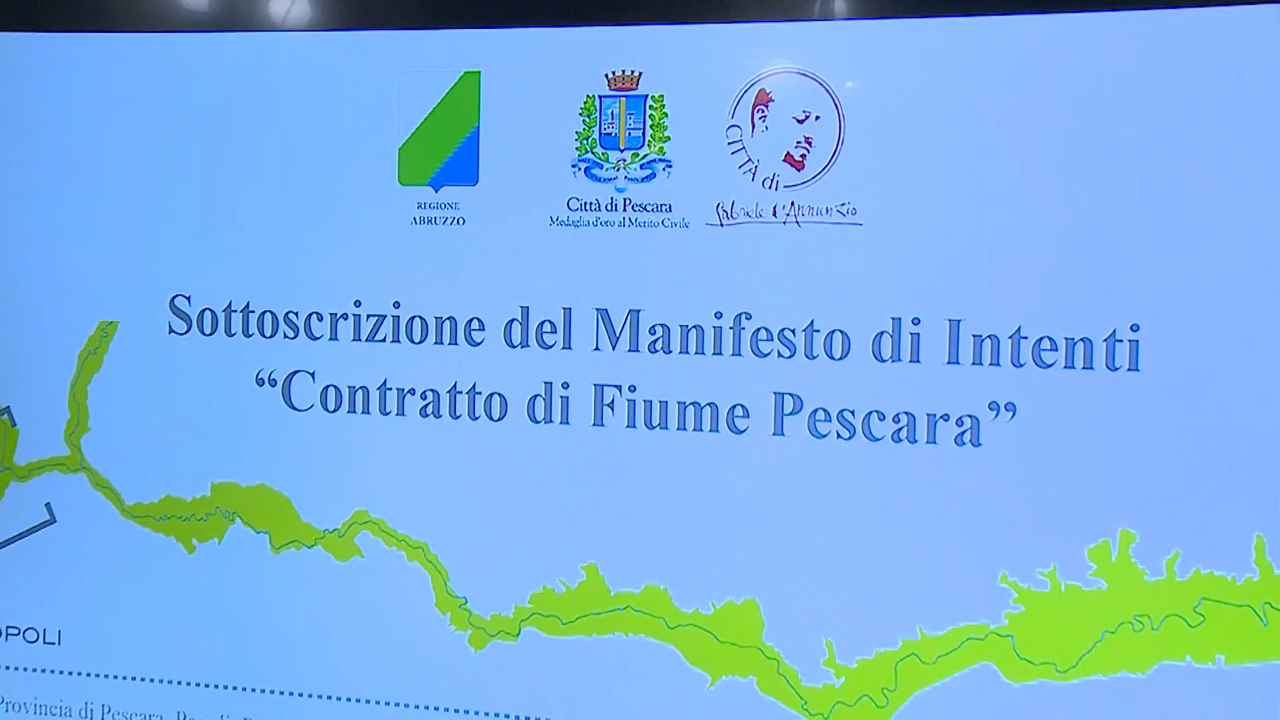 REGIONE
ABRUZZO
Città di Pescara
Medaglia d'oro al Merito Civile
CITTÀ di
Gabriele d'Annunzio
Sottoscrizione del Manifesto di Intenti
“Contratto di Fiume Pescara”
OPOLI
Provincia di Pescara,